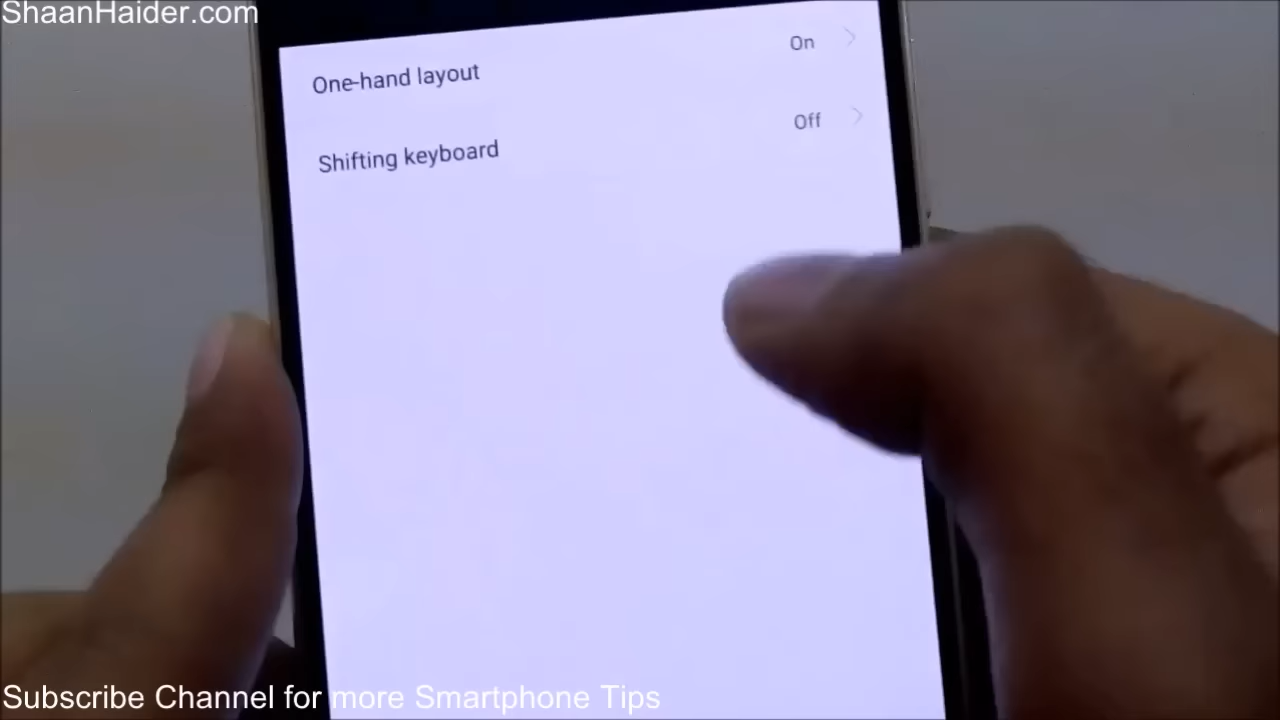 ShaanHaider.com
One-hand layout On
Shifting keyboard Off
Subscribe Channel for more Smartphone Tips